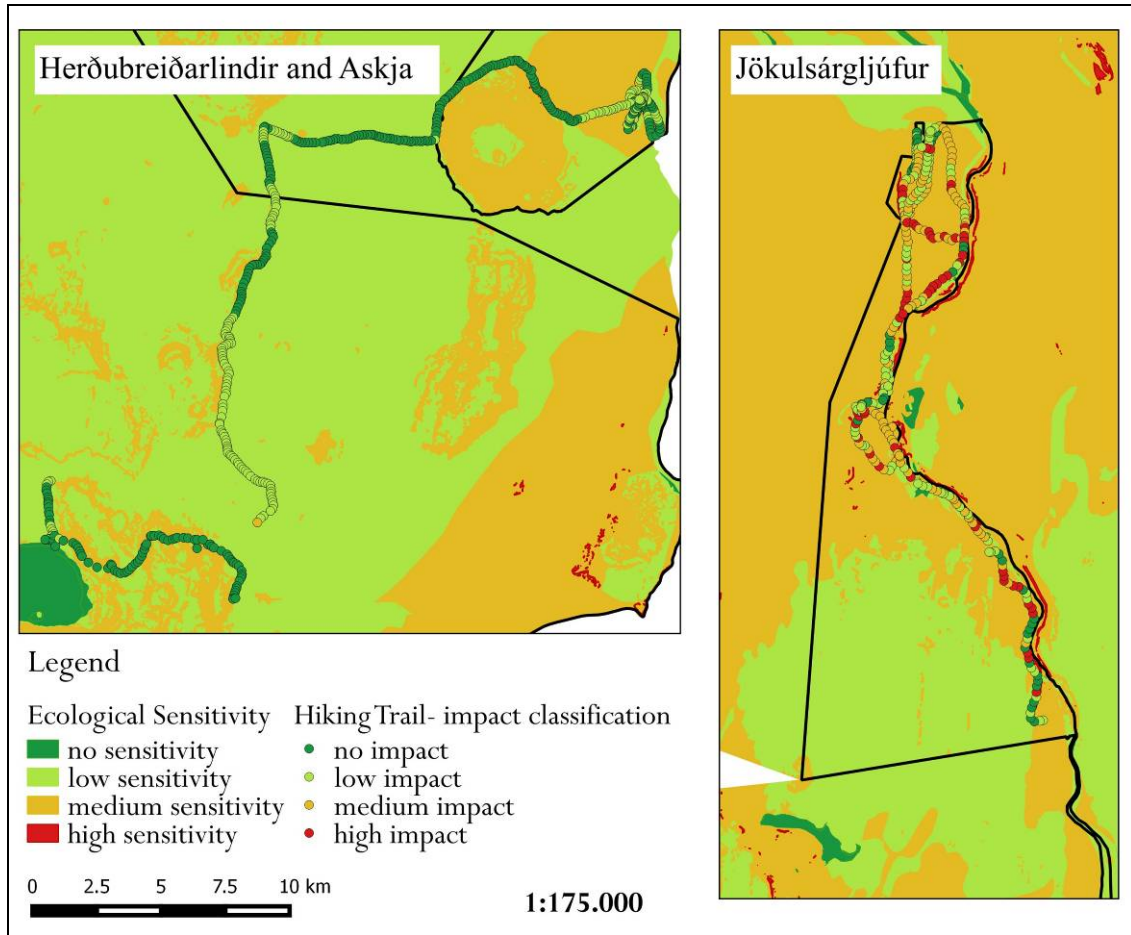 Herðubreiðarlindir and Askja
Jökulsárgljúfur
Legend
Ecological Sensitivity
no sensitivity
low sensitivity
medium sensitivity
high sensitivity
Hiking Trail- impact classification
no impact
low impact
medium impact
high impact
0 2.5 5 7.5 10 km
1:175.000